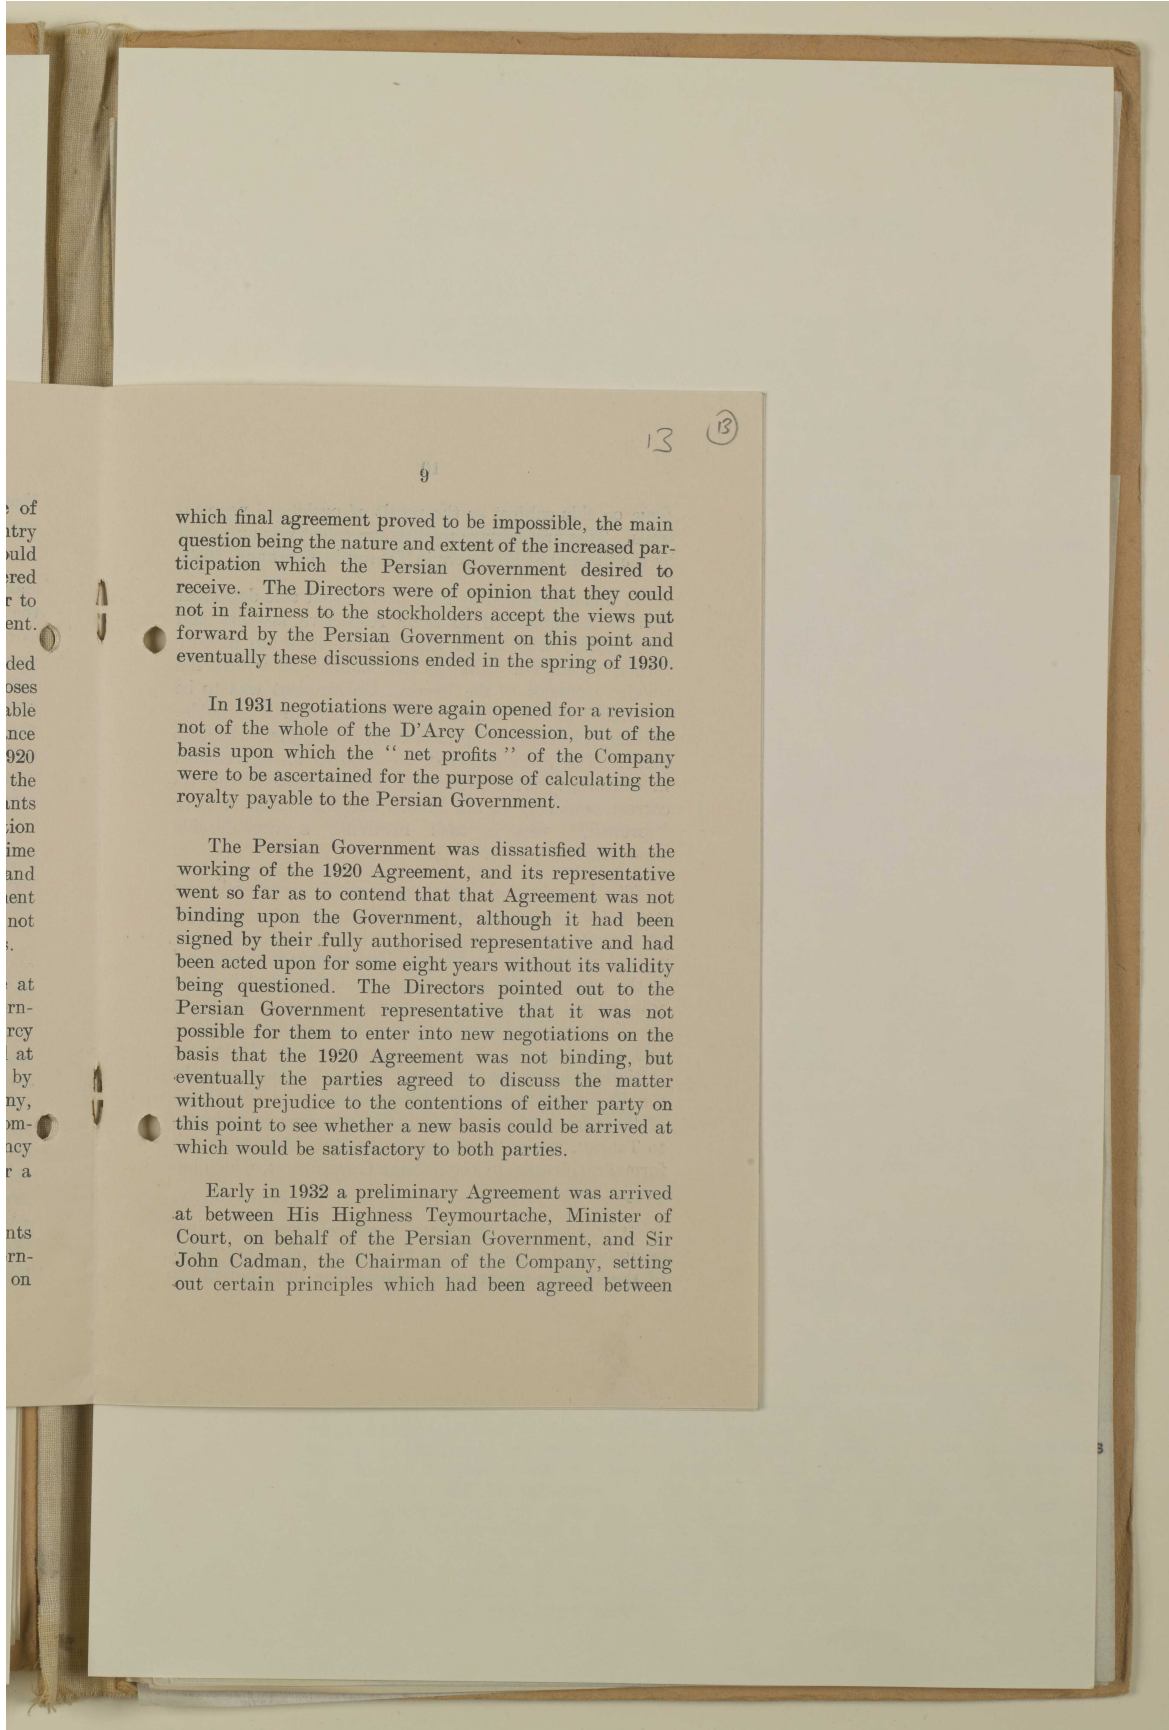 13 13
9
which final agreement proved to be impossible, the main
question being the nature and extent of the increased par-
ticipation which the Persian Government desired to
receive. The Directors were of opinion that they could
not in fairness to the stockholders accept the views put
forward by the Persian Government on this point and
eventually these discussions ended in the spring of 1930.
In 1931 negotiations were again opened for a revision
not of the whole of the D'Arcy Concession, but of the
basis upon which the “ net profits ” of the Company
were to be ascertained for the purpose of calculating the
royalty payable to the Persian Government.
The Persian Government was dissatisfied with the
working of the 1920 Agreement, and its representative
went so far as to contend that that Agreement was not
binding upon the Government, although it had been
signed by their fully authorised representative and had
been acted upon for some eight years without its validity
being questioned. The Directors pointed out to the
Persian Government representative that it was not
possible for them to enter into new negotiations on the
basis that the 1920 Agreement was not binding, but
eventually the parties agreed to discuss the matter
without prejudice to the contentions of either party on
this point to see whether a new basis could be arrived at
which would be satisfactory to both parties.
Early in 1932 a preliminary Agreement was arrived
at between His Highness Teymourtache, Minister of
Court, on behalf of the Persian Government, and Sir
John Cadman, the Chairman of the Company, setting
out certain principles which had been agreed between